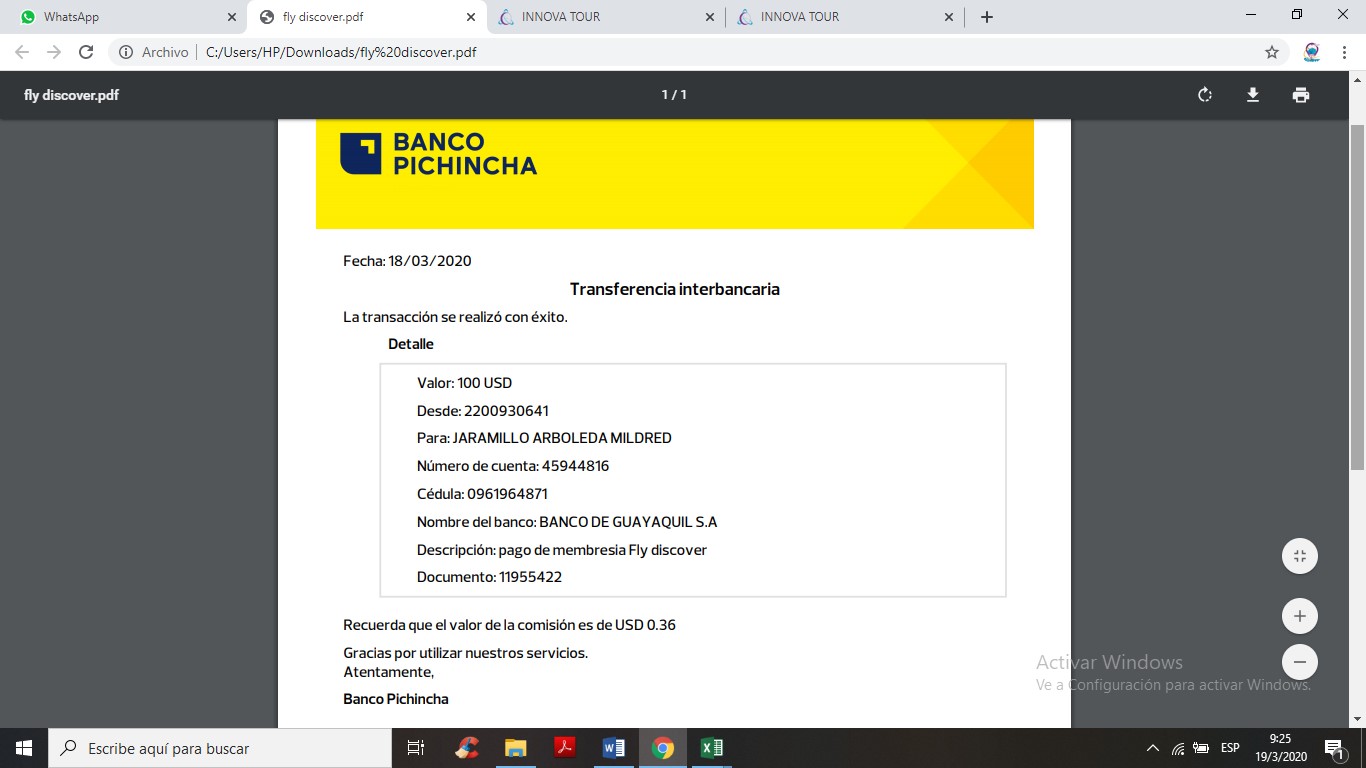 WhatsApp
fly discover.pdf
INNOVA TOUR
INNOVA TOUR
Archivo
C:/Users/HP/Downloads/fly%20discover.pdf
fly discover.pdf
1 / 1
BANCO
PICHINCHA
Fecha: 18/03/2020
Transferencia interbancaria
La transacción se realizó con éxito.
Detalle
Valor: 100 USD
Desde: 2200930641
Para: JARAMILLO ARBOLEDA MILDRED
Número de cuenta: 45944816
Cédula: 0961964871
Nombre del banco: BANCO DE GUAYAQUIL S.A
Descripción: pago de membresia Fly discover
Documento: 11955422
Recuerda que el valor de la comisión es de USD 0.36
Gracias por utilizar nuestros servicios.
Atentamente,
Banco Pichincha
Activar Windows
Ve a Configuración para activar Windows.
Escribe aquí para buscar
ESP
9:25
19/3/2020
1